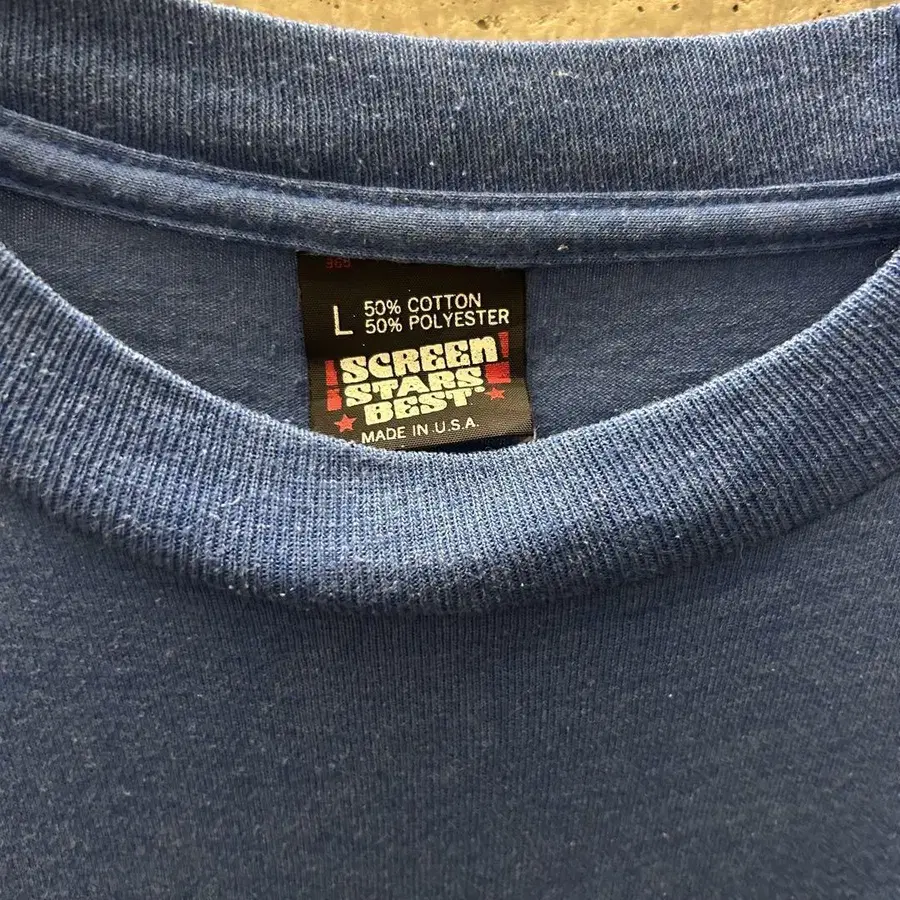 L 50% COTTON
50% POLYESTER
SCREEN
STARS
BEST
MADE IN U.S.A.